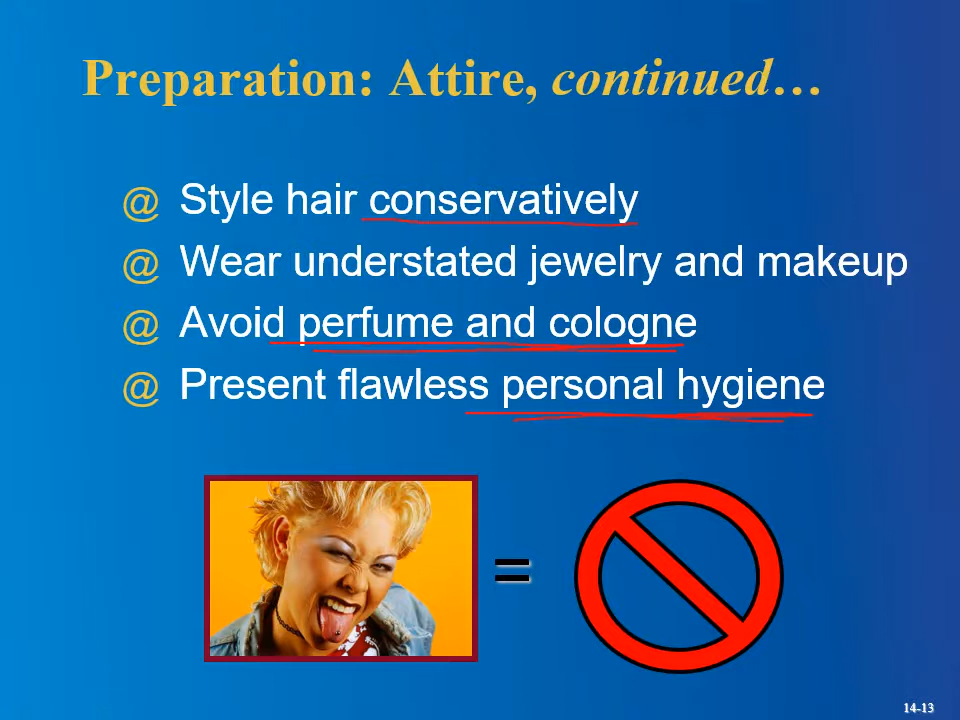 Preparation: Attire, continued…
@ Style hair conservatively
@ Wear understated jewelry and makeup
@ Avoid perfume and cologne
@ Present flawless personal hygiene
=
14-13